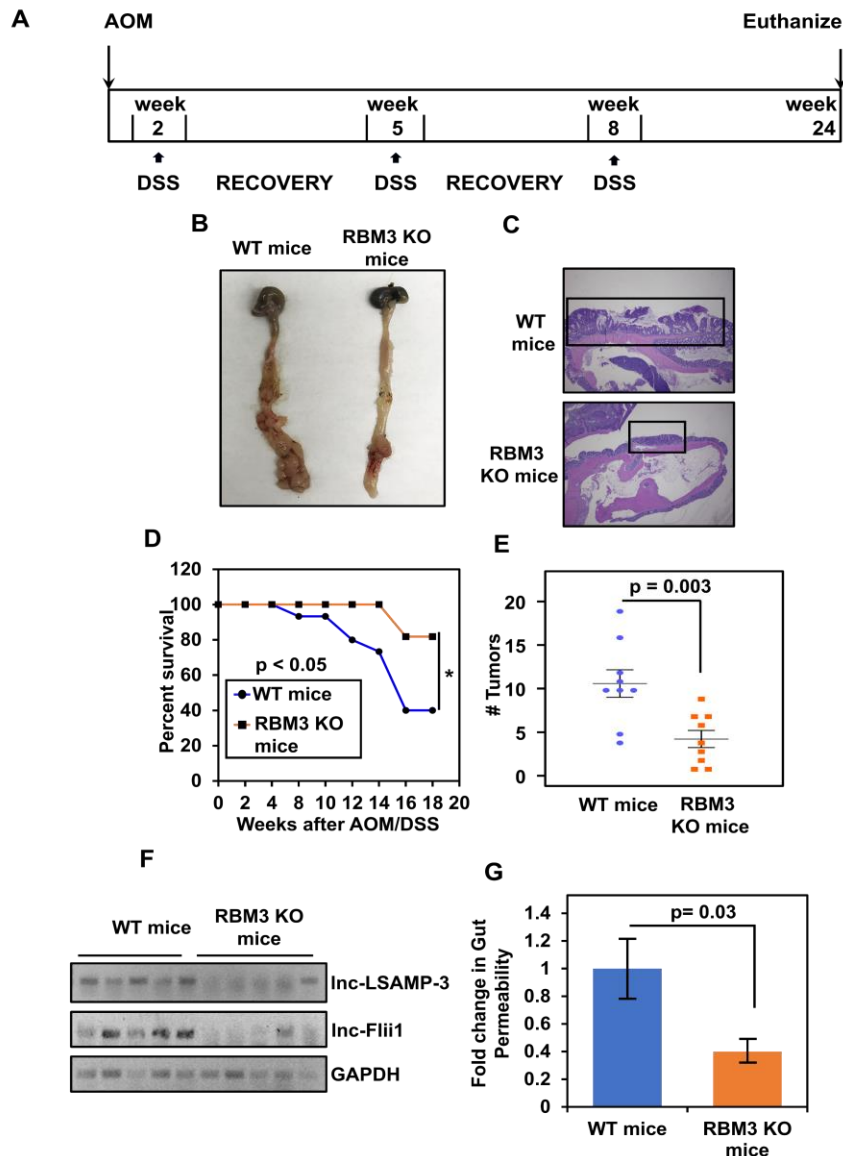 A
AOM
Euthanize
week
week
week
week
2
5
8
24
DSS
RECOVERY
DSS
RECOVERY
DSS
B
WT mice
RBM3 KO
mice
C
WT
mice
RBM3
KO mice
D
120
100
80
60
40
20
0
Percent survival
p < 0.05
WT mice
RBM3 KO
mice
*
0 2 4 8 10 12 14 16 18 20
Weeks after AOM/DSS
E
p = 0.003
20
15
10
5
0
# Tumors
WT mice
RBM3
KO mice
F
WT mice
RBM3 KO
mice
lnc-LSAMP-3
lnc-Flii1
GAPDH
G
p= 0.03
1.4
1.2
1
0.8
0.6
0.4
0.2
0
Fold change in Gut
Permeability
WT mice
RBM3 KO
mice